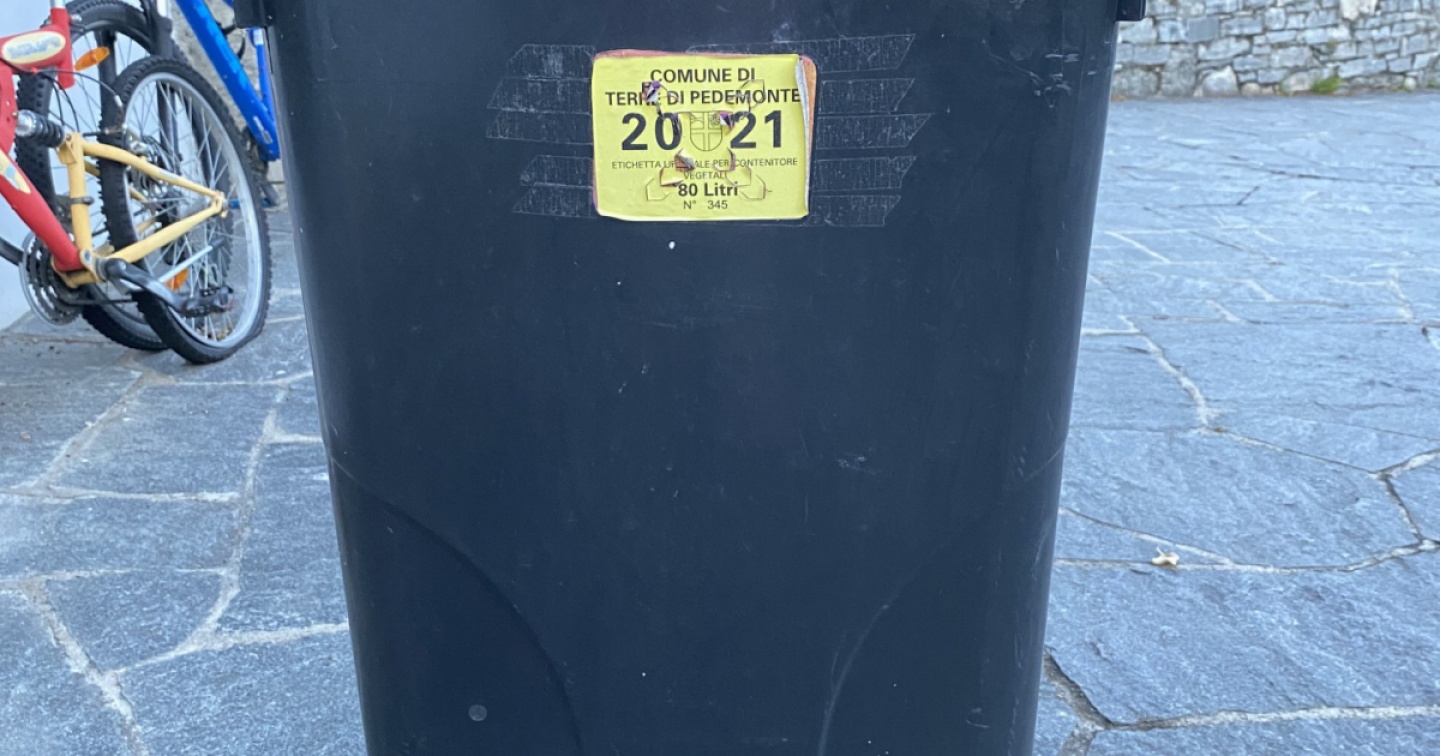 COMUNE DI
TERRE DI PEDEMONTE
20 21
ETICHETTA PER CONTENITORE
VEGETALI
80 Litri
N° 345